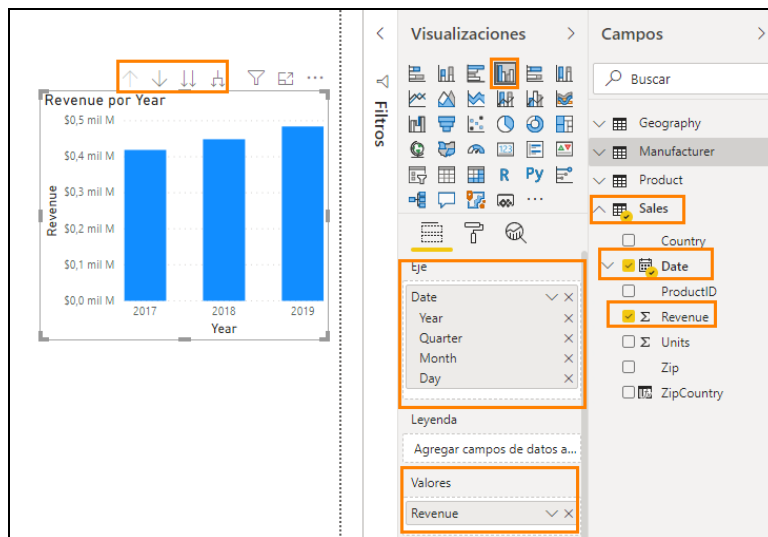 Revenue por Year
$0,5 mil M
$0,4 mil M
$0,3 mil M
$0,2 mil M
$0,1 mil M
$0,0 mil M
Revenue
2017
2018
2019
Year
Filtros
Visualizaciones
123
R
Py
Eje
Date
Year
Quarter
Month
Day
Leyenda
Agregar campos de datos a...
Valores
Revenue
Campos
Buscar
Geography
Manufacturer
Product
Sales
Country
Date
ProductID
Σ Revenue
Σ Units
Zip
ZipCountry